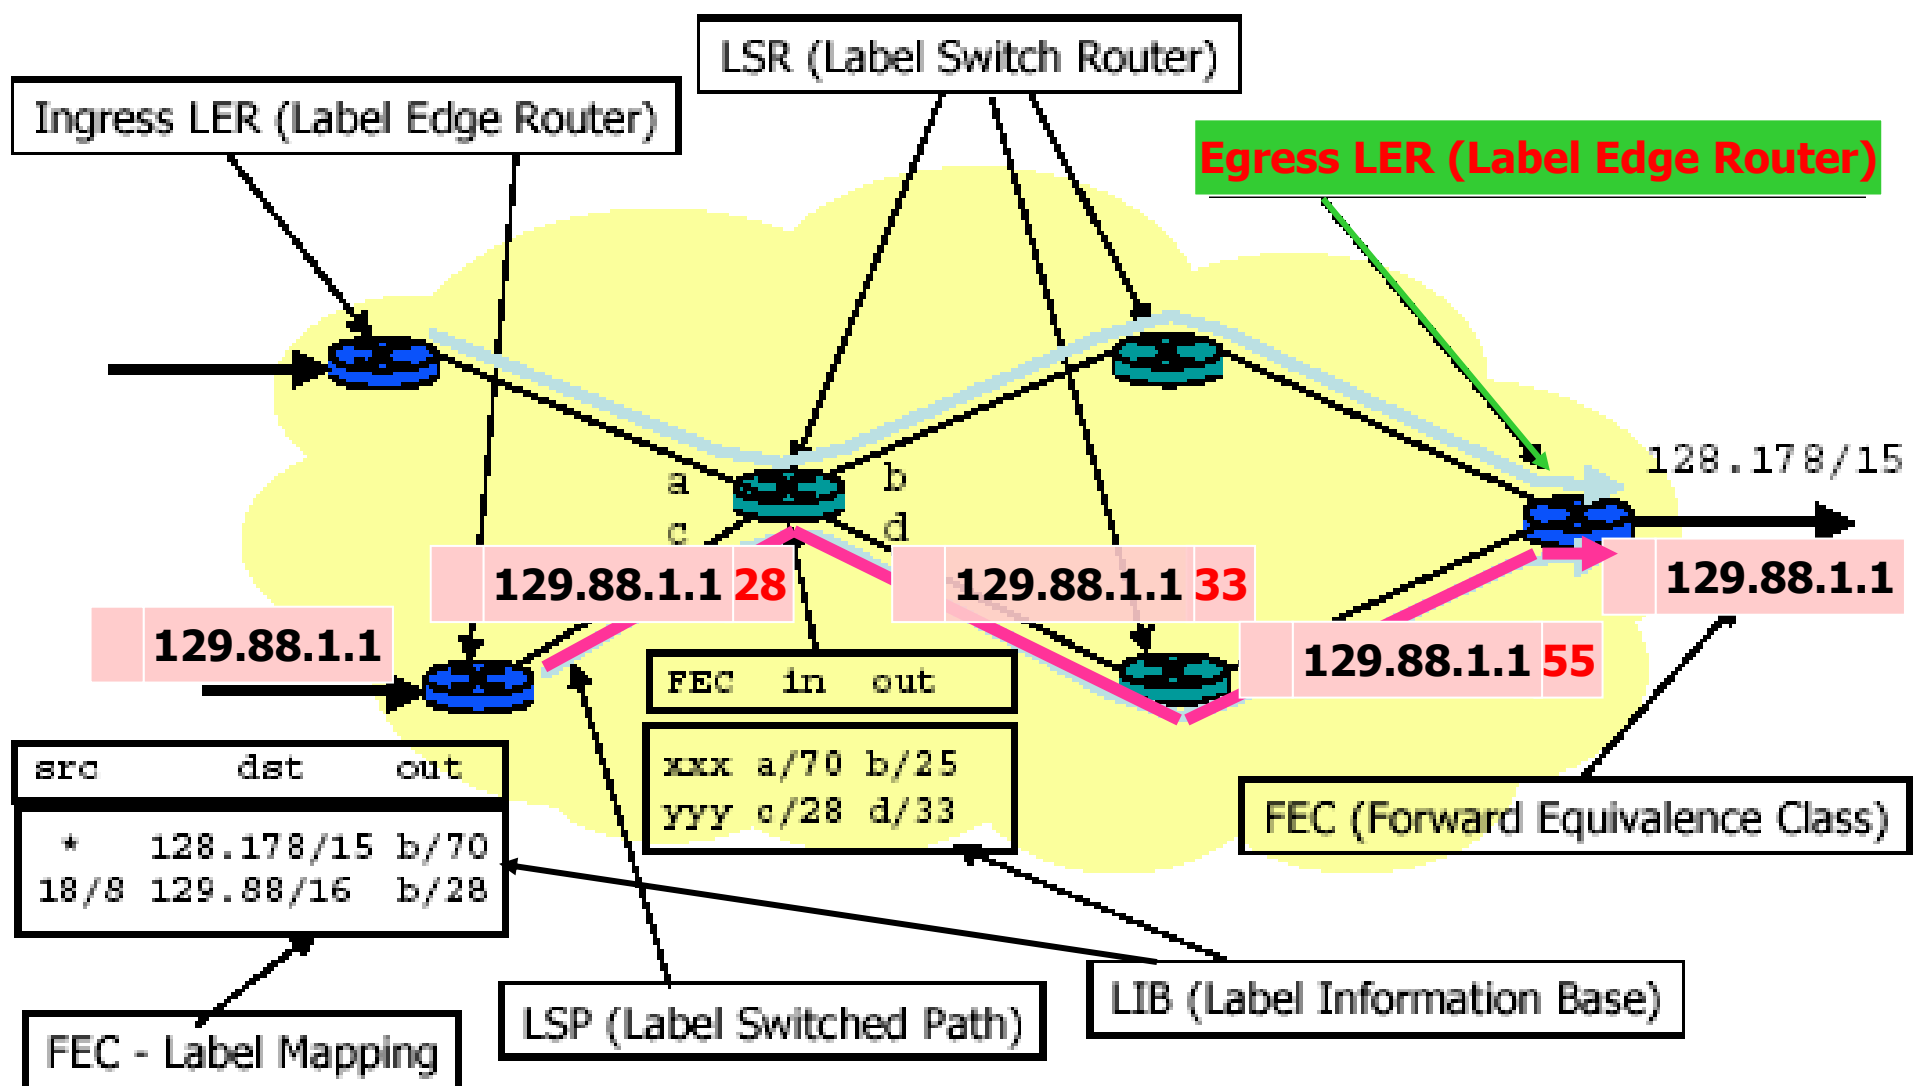 LSR (Label Switch Router)
Ingress LER (Label Edge Router)
Egress LER (Label Edge Router)
128.178/15
a
b
c
d
129.88.1.1 28
129.88.1.1 33
129.88.1.1
129.88.1.1
129.88.1.1 55
FEC in out
xxx a/70 b/25
yyy c/28 d/33
src dst out
* 128.178/15 b/70
18/8 129.88/16 b/28
FEC (Forward Equivalence Class)
LIB (Label Information Base)
LSP (Label Switched Path)
FEC - Label Mapping